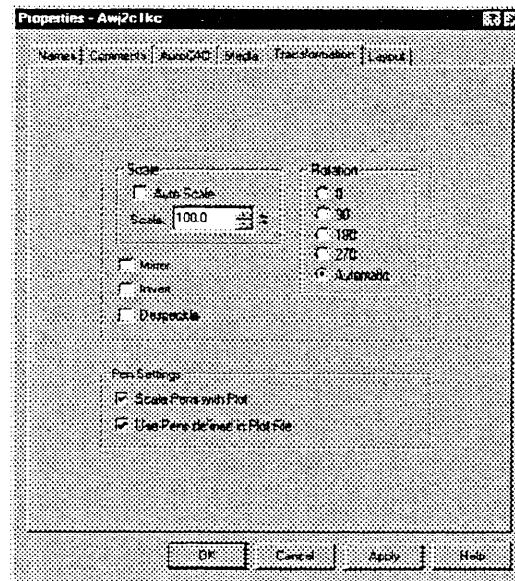 Properties - Awj2c1kc
Names Comments AutoCAD Media Transformation Layout
Scale
Auto Scale
Scale: 100.0 %
Mirror
Invert
Despeckle
Rotation
0
90
180
270
Automatic
Pen Settings
Scale Pens with Plot
Use Pens defined in Plot File
OK Cancel Apply Help